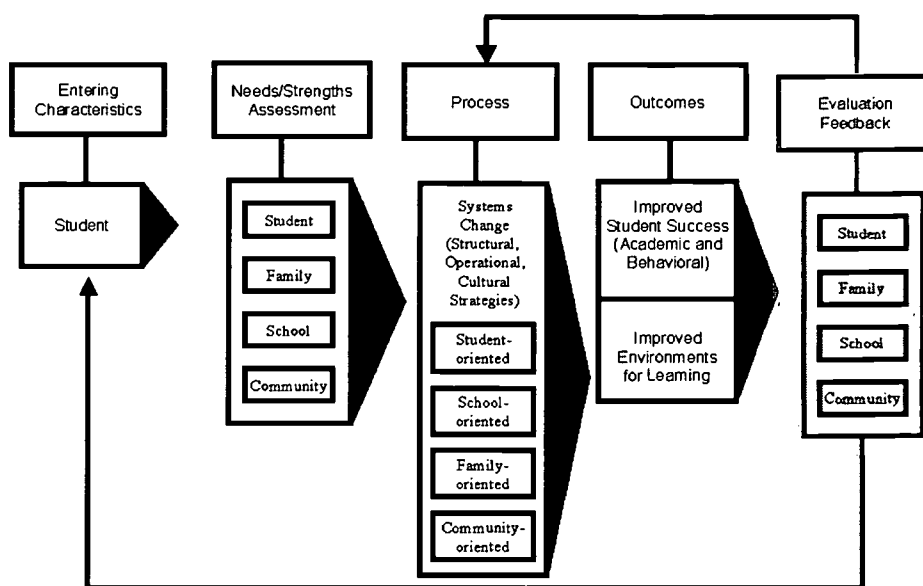 Entering
Characteristics
Student
Needs/Strengths
Assessment
Student
Family
School
Community
Process
Systems
Change
(Structural,
Operational,
Cultural
Strategies)
Student-
oriented
School-
oriented
Family-
oriented
Community-
oriented
Outcomes
Improved
Student Success
(Academic and
Behavioral)
Improved
Environments
for Learning
Evaluation
Feedback
Student
Family
School
Community